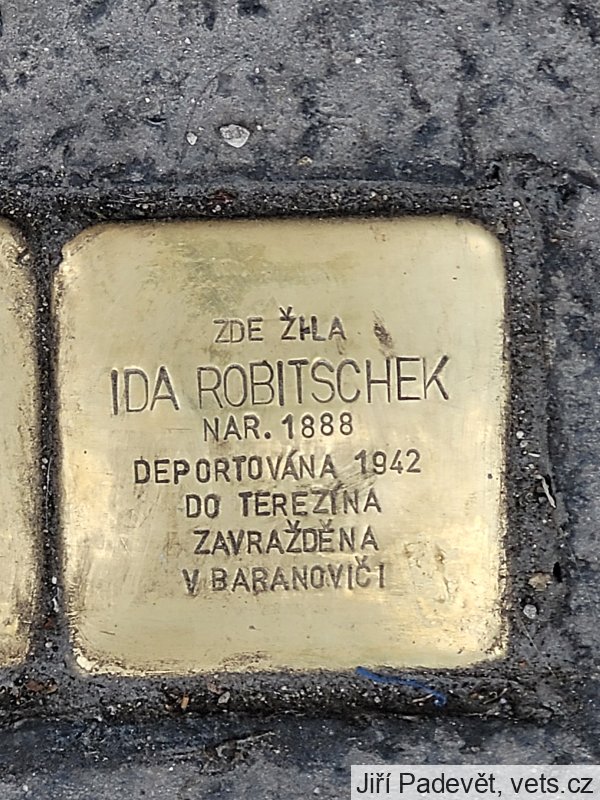 ZDE ŽILA
IDA ROBITSCHEK
NAR. 1888
DEPORTOVÁNA 1942
DO TEREZÍNA
ZAVRAŽDĚNA
V BARANOVIČI
Jiří Padevět, vets.cz